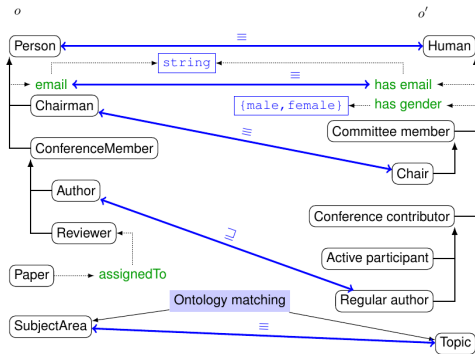 o
o′
Person
≡
Human
string
email
≡
has email
Chairman
{male,female}
has gender
≡
Committee member
ConferenceMember
Chair
Author
Conference contributor
Reviewer
⊒
Active participant
Paper
assignedTo
Ontology matching
Regular author
SubjectArea
≡
Topic